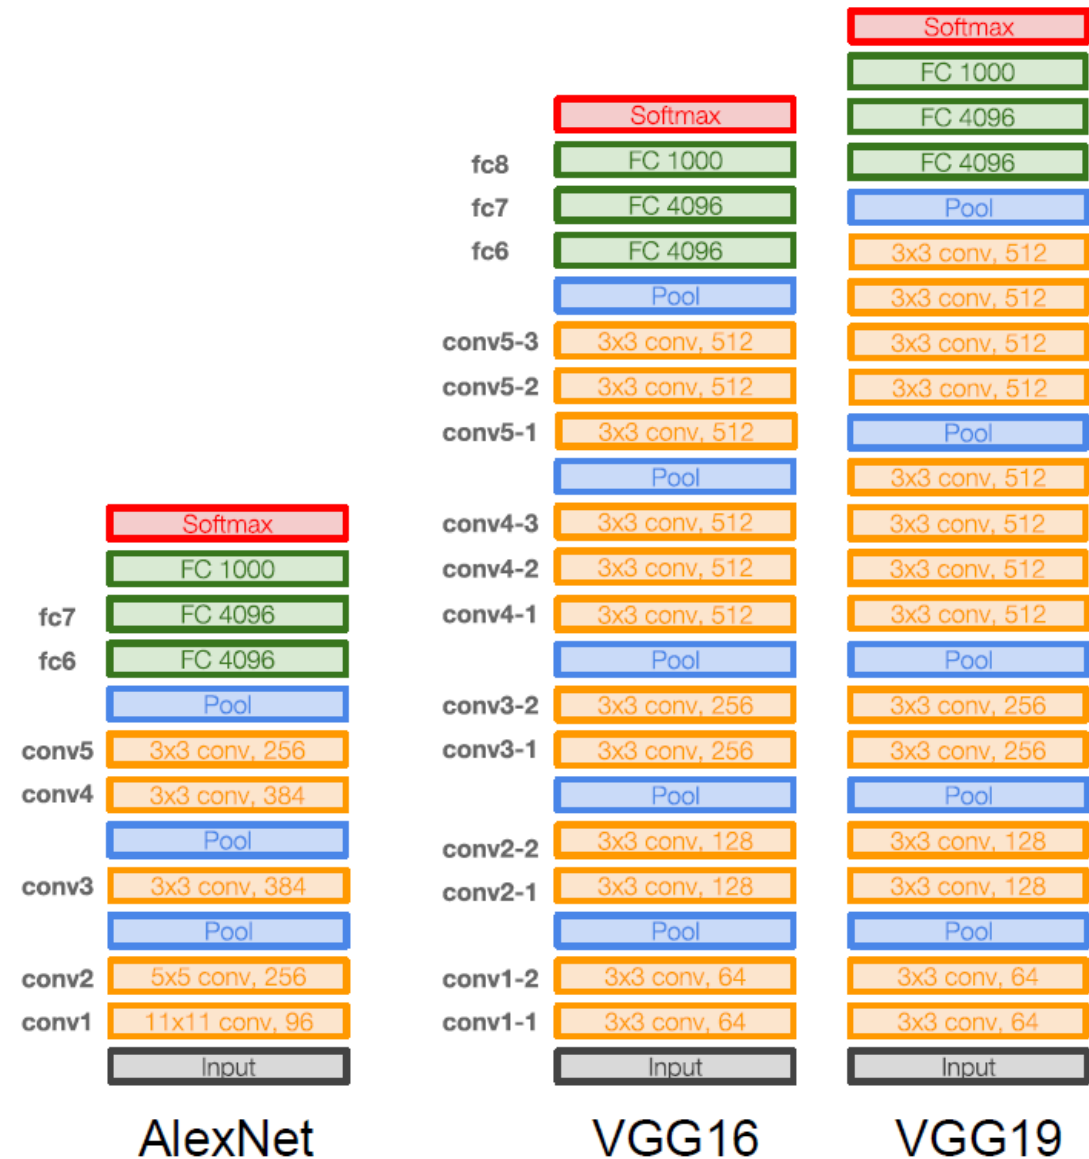 Softmax
FC 1000
FC 4096
FC 4096
Pool
3x3 conv, 256
3x3 conv, 384
Pool
3x3 conv, 384
Pool
5x5 conv, 256
11x11 conv, 96
Input
fc7
fc6
conv5
conv4
conv3
conv2
conv1
AlexNet
Softmax
FC 1000
FC 4096
FC 4096
Pool
3x3 conv, 512
3x3 conv, 512
3x3 conv, 512
Pool
3x3 conv, 512
3x3 conv, 512
3x3 conv, 512
Pool
3x3 conv, 256
3x3 conv, 256
Pool
3x3 conv, 128
3x3 conv, 128
Pool
3x3 conv, 64
3x3 conv, 64
Input
fc8
fc7
fc6
conv5-3
conv5-2
conv5-1
conv4-3
conv4-2
conv4-1
conv3-2
conv3-1
conv2-2
conv2-1
conv1-2
conv1-1
VGG16
Softmax
FC 1000
FC 4096
FC 4096
Pool
3x3 conv, 512
3x3 conv, 512
3x3 conv, 512
3x3 conv, 512
Pool
3x3 conv, 512
3x3 conv, 512
3x3 conv, 512
3x3 conv, 512
Pool
3x3 conv, 256
3x3 conv, 256
Pool
3x3 conv, 128
3x3 conv, 128
Pool
3x3 conv, 64
3x3 conv, 64
Input
VGG19